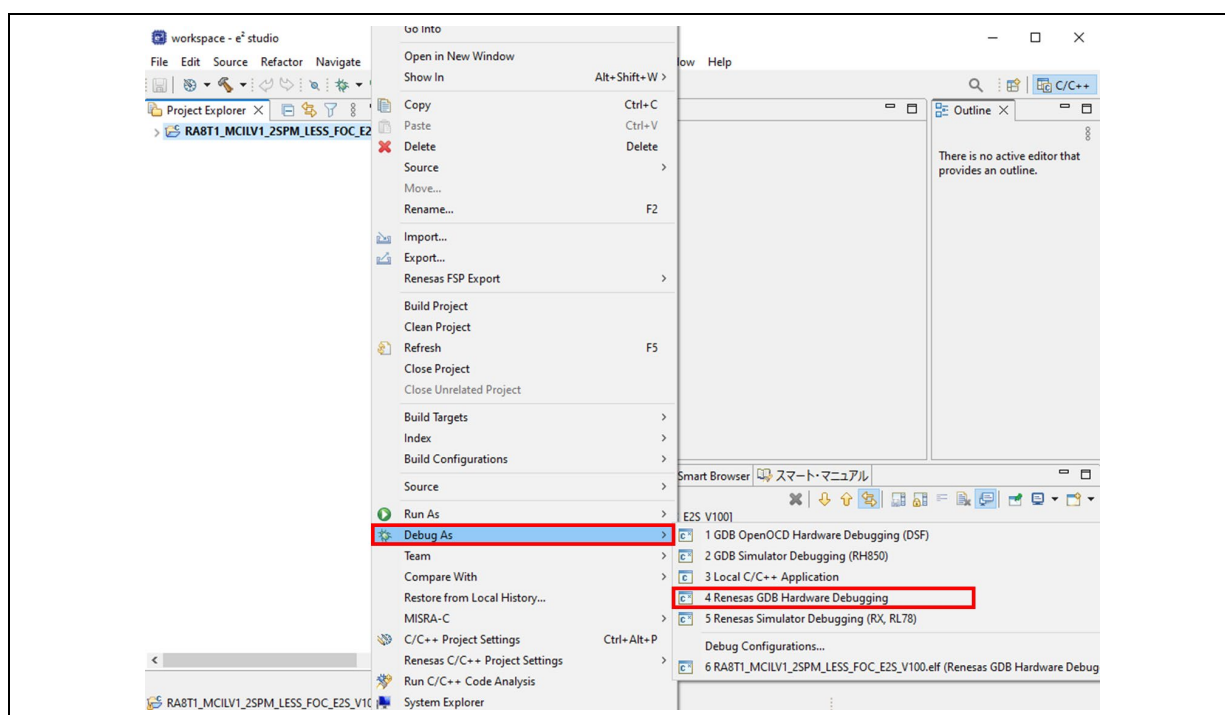 workspace - e² studio
File Edit Source Refactor Navigate
low Help
C/C++
Project Explorer
RA8T1_MCILV1_2SPM_LESS_FOC_E2
Outline
There is no active editor that
provides an outline.
Go Into
Open in New Window
Show In Alt+Shift+W >
Copy Ctrl+C
Paste Ctrl+V
Delete Delete
Source >
Move...
Rename... F2
Import...
Export...
Renesas FSP Export >
Build Project
Clean Project
Refresh F5
Close Project
Close Unrelated Project
Build Targets >
Index >
Build Configurations >
Source >
Run As >
Debug As >
Team >
Compare With >
Restore from Local History...
MISRA-C >
C/C++ Project Settings Ctrl+Alt+P
Renesas C/C++ Project Settings >
Run C/C++ Code Analysis
System Explorer
Smart Browser スマート・マニュアル
E2S V100]
1 GDB OpenOCD Hardware Debugging (DSF)
2 GDB Simulator Debugging (RH850)
3 Local C/C++ Application
4 Renesas GDB Hardware Debugging
5 Renesas Simulator Debugging (RX, RL78)
Debug Configurations...
6 RA8T1_MCILV1_2SPM_LESS_FOC_E2S_V100.elf (Renesas GDB Hardware Debug
RA8T1_MCILV1_2SPM_LESS_FOC_E2S_V10